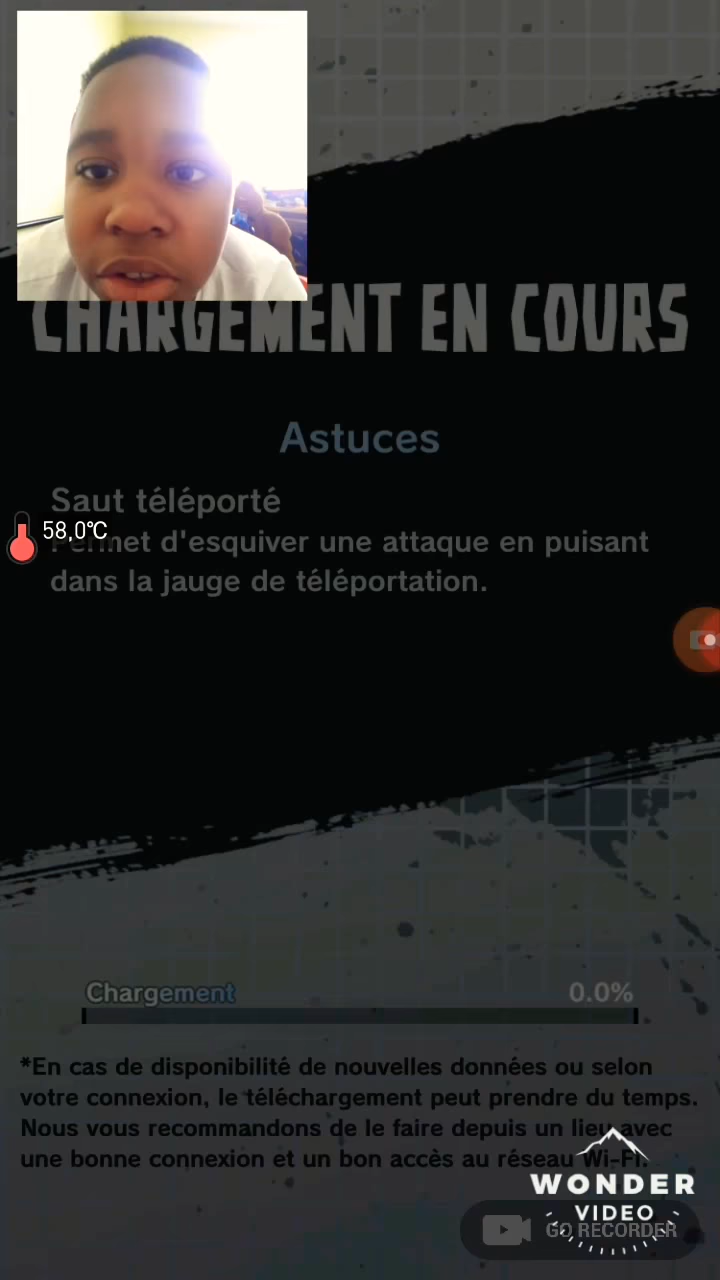 CHARGEMENT EN COURS
Astuces
Saut téléporté
58,0°C
Permet d'esquiver une attaque en puisant
dans la jauge de téléportation.
Chargement 0.0%
*En cas de disponibilité de nouvelles données ou selon
votre connexion, le téléchargement peut prendre du temps.
Nous vous recommandons de le faire depuis un lieu avec
une bonne connexion et un bon accès au réseau Wi-Fi.
WONDER
VIDEO
GO RECORDER